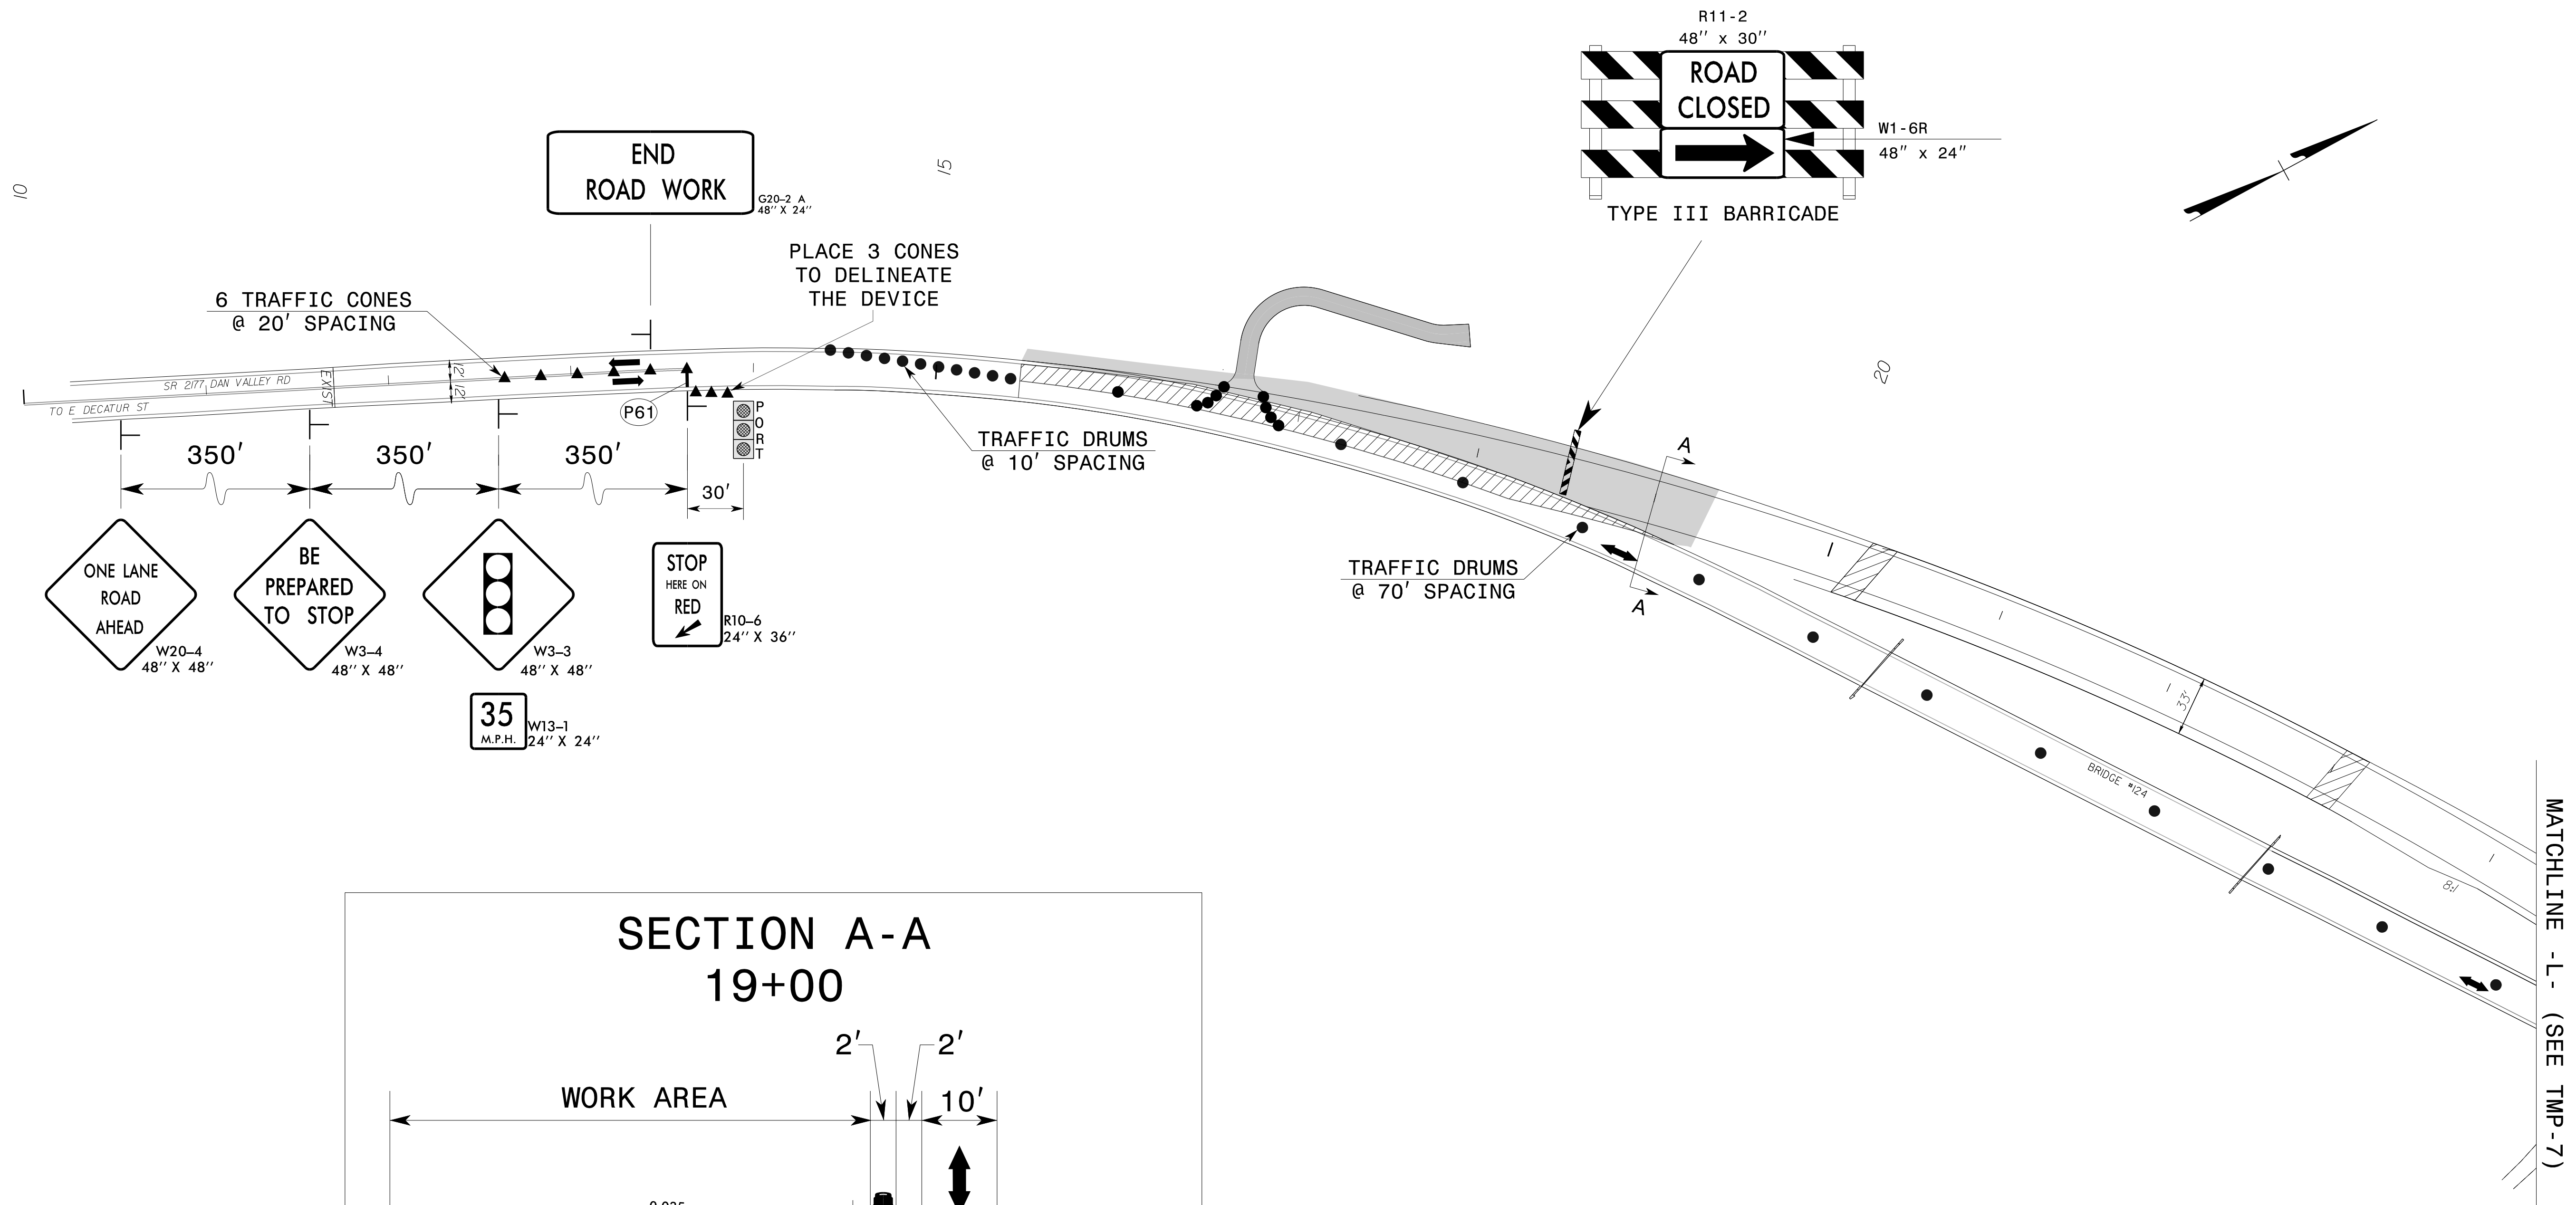 R11-2
48" x 30"
ROAD
CLOSED
W1-6R
48" x 24"
TYPE III BARRICADE
END
ROAD WORK
G20-2 A
48" X 24"
10
15
PLACE 3 CONES
TO DELINEATE
THE DEVICE
6 TRAFFIC CONES
@ 20' SPACING
SR 2177 DAN VALLEY RD
EXIST
12'
12'
TO E DECATUR ST
P61
PORT
20
TRAFFIC DRUMS
@ 10' SPACING
A
350'
350'
350'
30'
TRAFFIC DRUMS
@ 70' SPACING
A
ONE LANE
ROAD
AHEAD
W20-4
48" X 48"
BE
PREPARED
TO STOP
W3-4
48" X 48"
W3-3
48" X 48"
STOP
HERE ON
RED
R10-6
24" X 36"
35
M.P.H.
W13-1
24" X 24"
33'
BRIDGE #124
8:1
MATCHLINE -L- (SEE TMP-7)
SECTION A-A
19+00
2'
2'
WORK AREA
10'